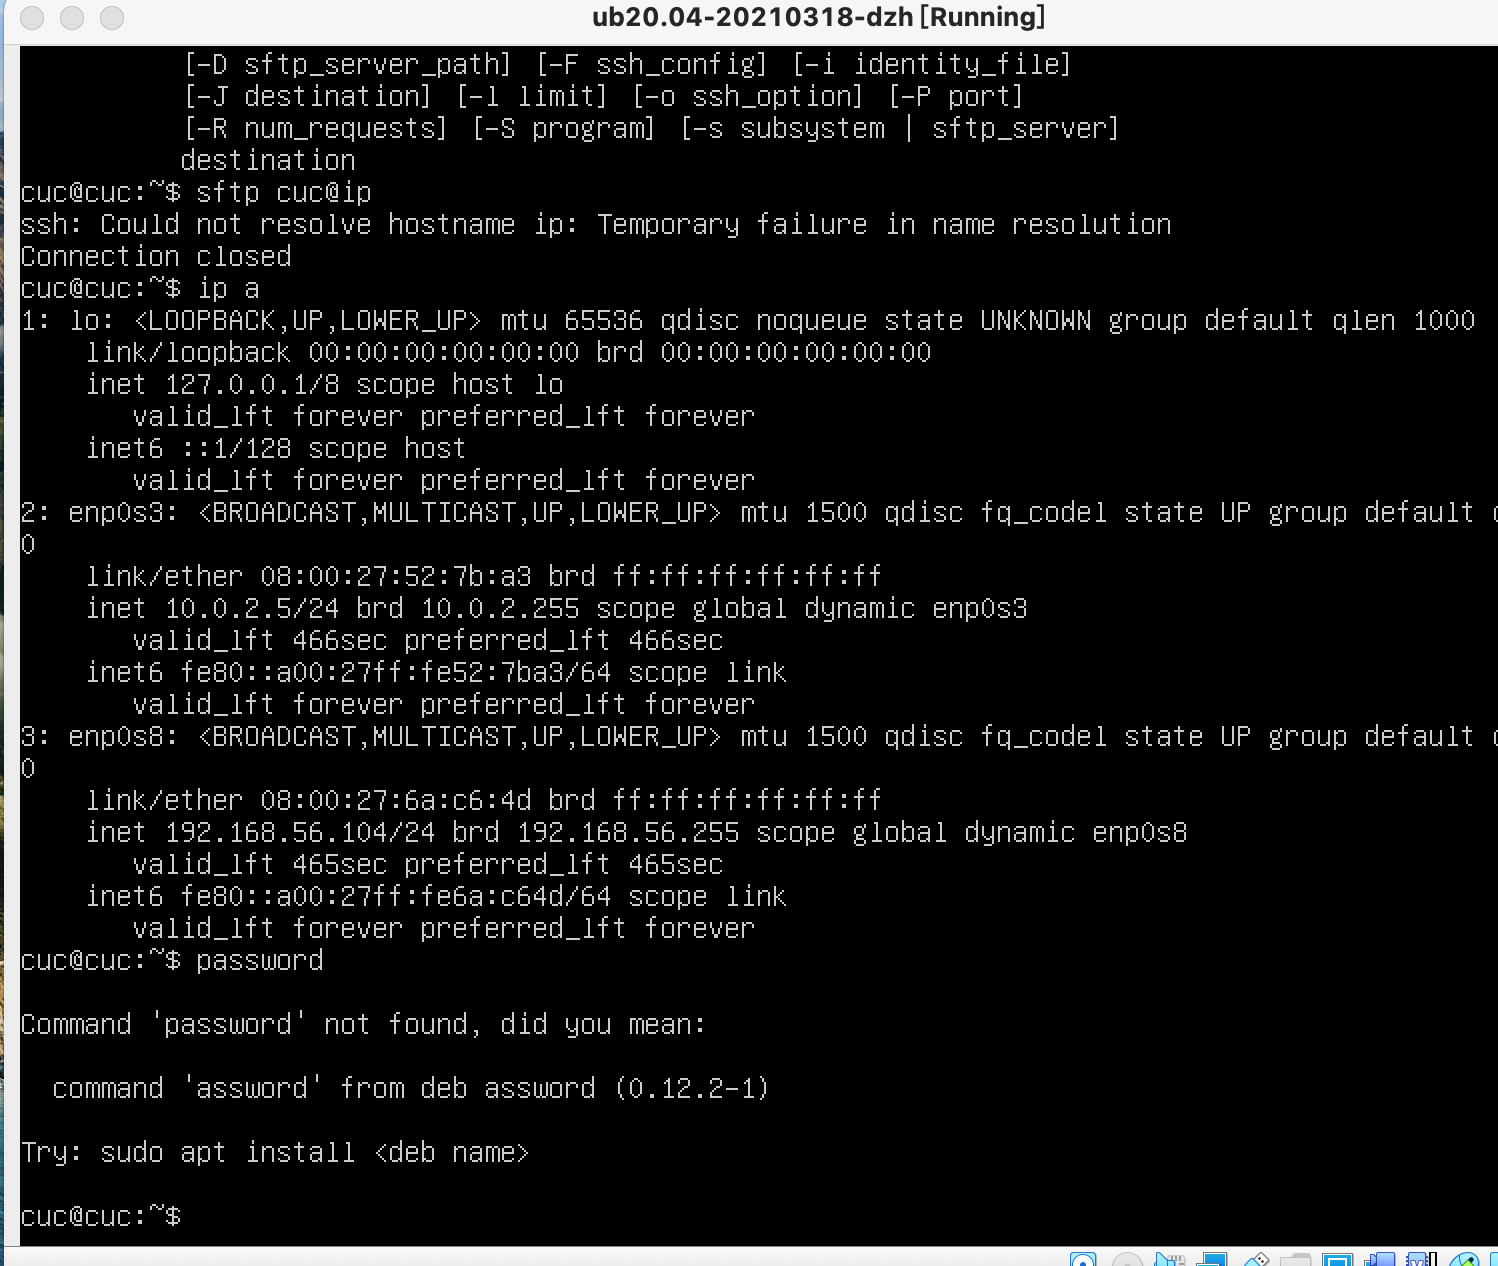 ub20.04-20210318-dzh [Running]
[-D sftp_server_path] [-F ssh_config] [-i identity_file]
[-J destination] [-l limit] [-o ssh_option] [-P port]
[-R num_requests] [-S program] [-s subsystem | sftp_server]
destination
cuc@cuc:~$ sftp cuc@ip
ssh: Could not resolve hostname ip: Temporary failure in name resolution
Connection closed
cuc@cuc:~$ ip a
1: lo: <LOOPBACK,UP,LOWER_UP> mtu 65536 qdisc noqueue state UNKNOWN group default qlen 1000
link/loopback 00:00:00:00:00:00 brd 00:00:00:00:00:00
inet 127.0.0.1/8 scope host lo
valid_lft forever preferred_lft forever
inet6 ::1/128 scope host
valid_lft forever preferred_lft forever
2: enp0s3: <BROADCAST,MULTICAST,UP,LOWER_UP> mtu 1500 qdisc fq_codel state UP group default
0
link/ether 08:00:27:52:7b:a3 brd ff:ff:ff:ff:ff:ff
inet 10.0.2.5/24 brd 10.0.2.255 scope global dynamic enp0s3
valid_lft 466sec preferred_lft 466sec
inet6 fe80::a00:27ff:fe52:7ba3/64 scope link
valid_lft forever preferred_lft forever
3: enp0s8: <BROADCAST,MULTICAST,UP,LOWER_UP> mtu 1500 qdisc fq_codel state UP group default
0
link/ether 08:00:27:6a:c6:4d brd ff:ff:ff:ff:ff:ff
inet 192.168.56.104/24 brd 192.168.56.255 scope global dynamic enp0s8
valid_lft 465sec preferred_lft 465sec
inet6 fe80::a00:27ff:fe6a:c64d/64 scope link
valid_lft forever preferred_lft forever
cuc@cuc:~$ password
Command 'password' not found, did you mean:
command 'assword' from deb assword (0.12.2-1)
Try: sudo apt install <deb name>
cuc@cuc:~$